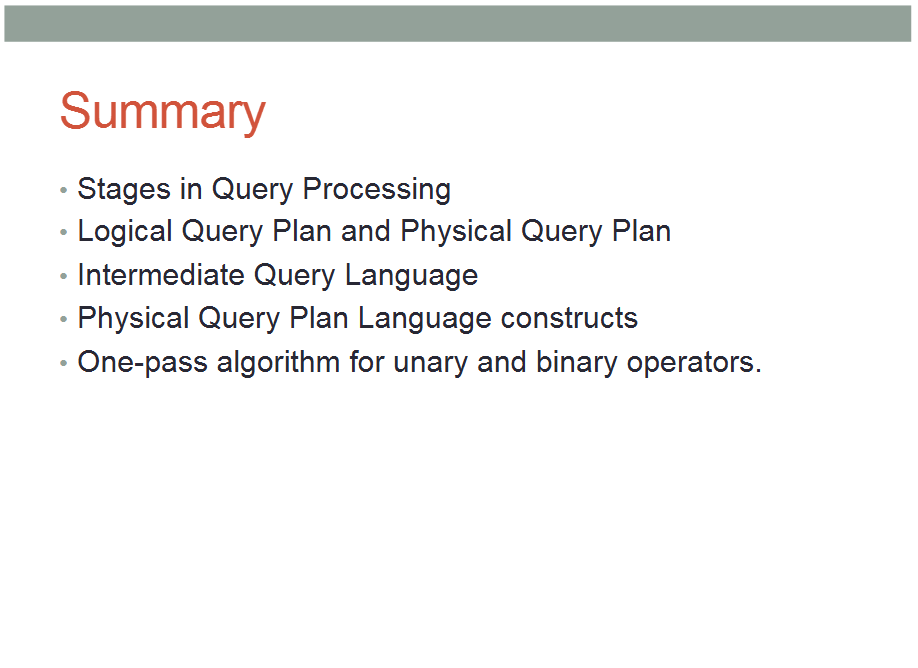 Summary
• Stages in Query Processing
• Logical Query Plan and Physical Query Plan
• Intermediate Query Language
• Physical Query Plan Language constructs
• One-pass algorithm for unary and binary operators.